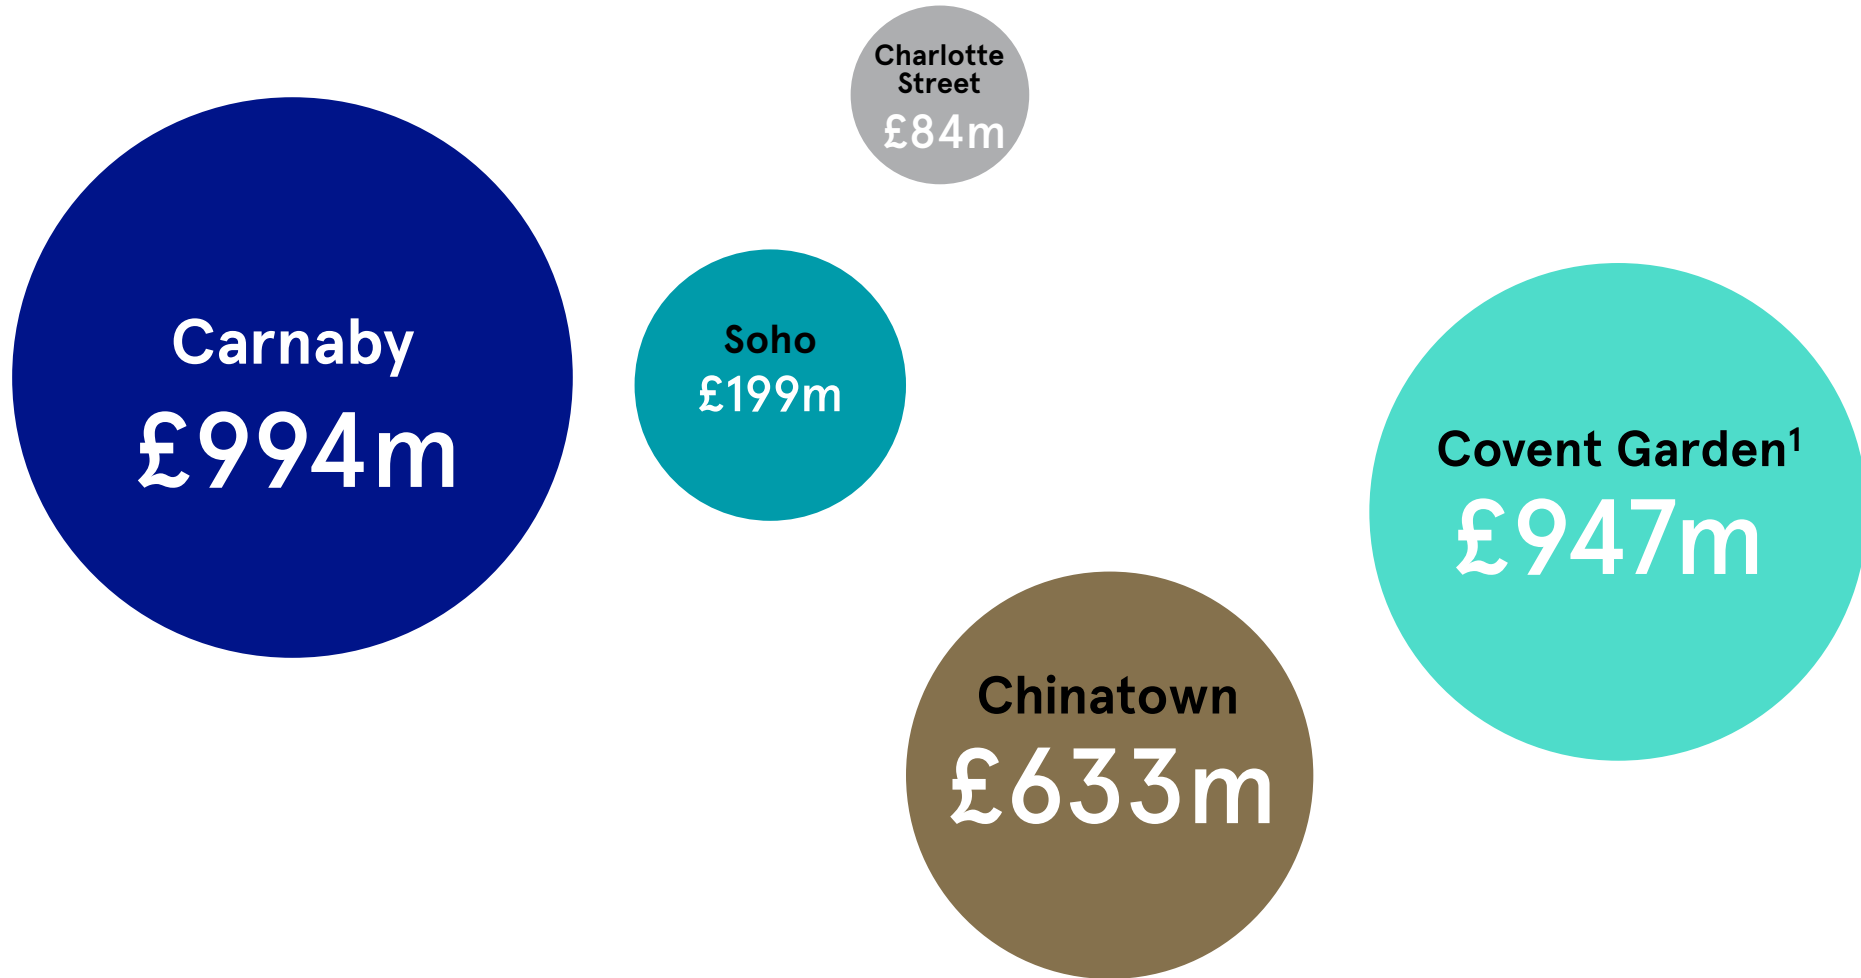 Charlotte
Street
£84m
Carnaby
£994m
Soho
£199m
Covent Garden¹
£947m
Chinatown
£633m